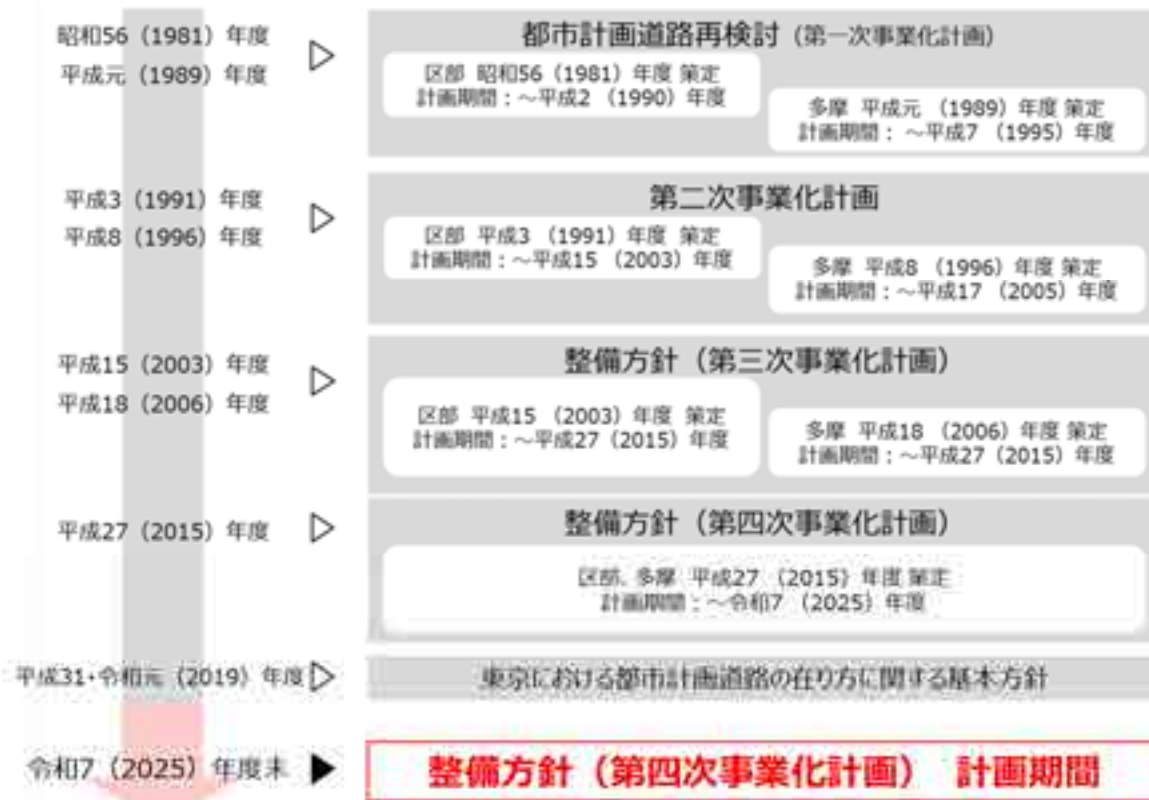 昭和56（1981）年度
平成元（1989）年度
都市計画道路再検討（第一次事業化計画）
区部 昭和56（1981）年度 策定
計画期間：～平成2（1990）年度
多摩 平成元（1989）年度 策定
計画期間：～平成7（1995）年度
平成3（1991）年度
平成8（1996）年度
第二次事業化計画
区部 平成3（1991）年度 策定
計画期間：～平成15（2003）年度
多摩 平成8（1996）年度 策定
計画期間：～平成17（2005）年度
平成15（2003）年度
平成18（2006）年度
整備方針（第三次事業化計画）
区部 平成15（2003）年度 策定
計画期間：～平成27（2015）年度
多摩 平成18（2006）年度 策定
計画期間：～平成27（2015）年度
平成27（2015）年度
整備方針（第四次事業化計画）
区部、多摩 平成27（2015）年度 策定
計画期間：～令和7（2025）年度
平成31・令和元（2019）年度
東京における都市計画道路の在り方に関する基本方針
令和7（2025）年度末
整備方針（第四次事業化計画） 計画期間